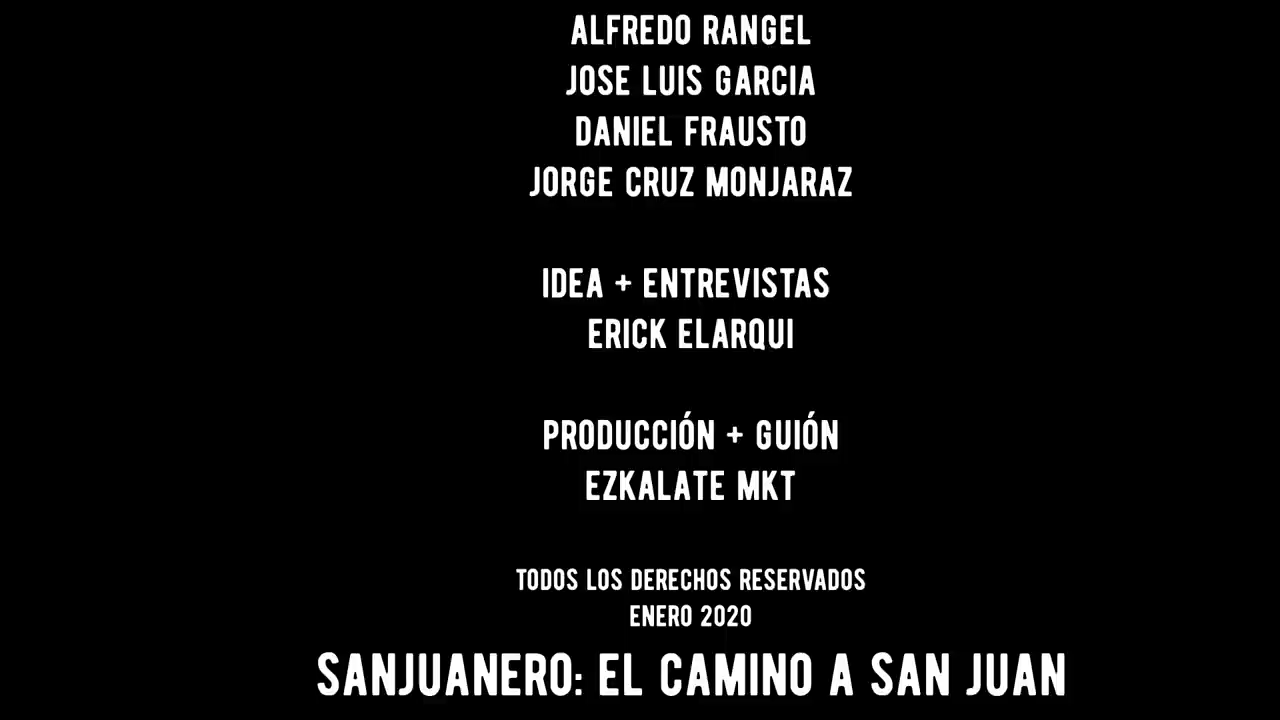 ALFREDO RANGEL
JOSE LUIS GARCIA
DANIEL FRAUSTO
JORGE CRUZ MONJARAZ
IDEA + ENTREVISTAS
ERICK ELARQUI
PRODUCCIÓN + GUIÓN
EZKALATE MKT
TODOS LOS DERECHOS RESERVADOS
ENERO 2020
SANJUANERO: EL CAMINO A SAN JUAN